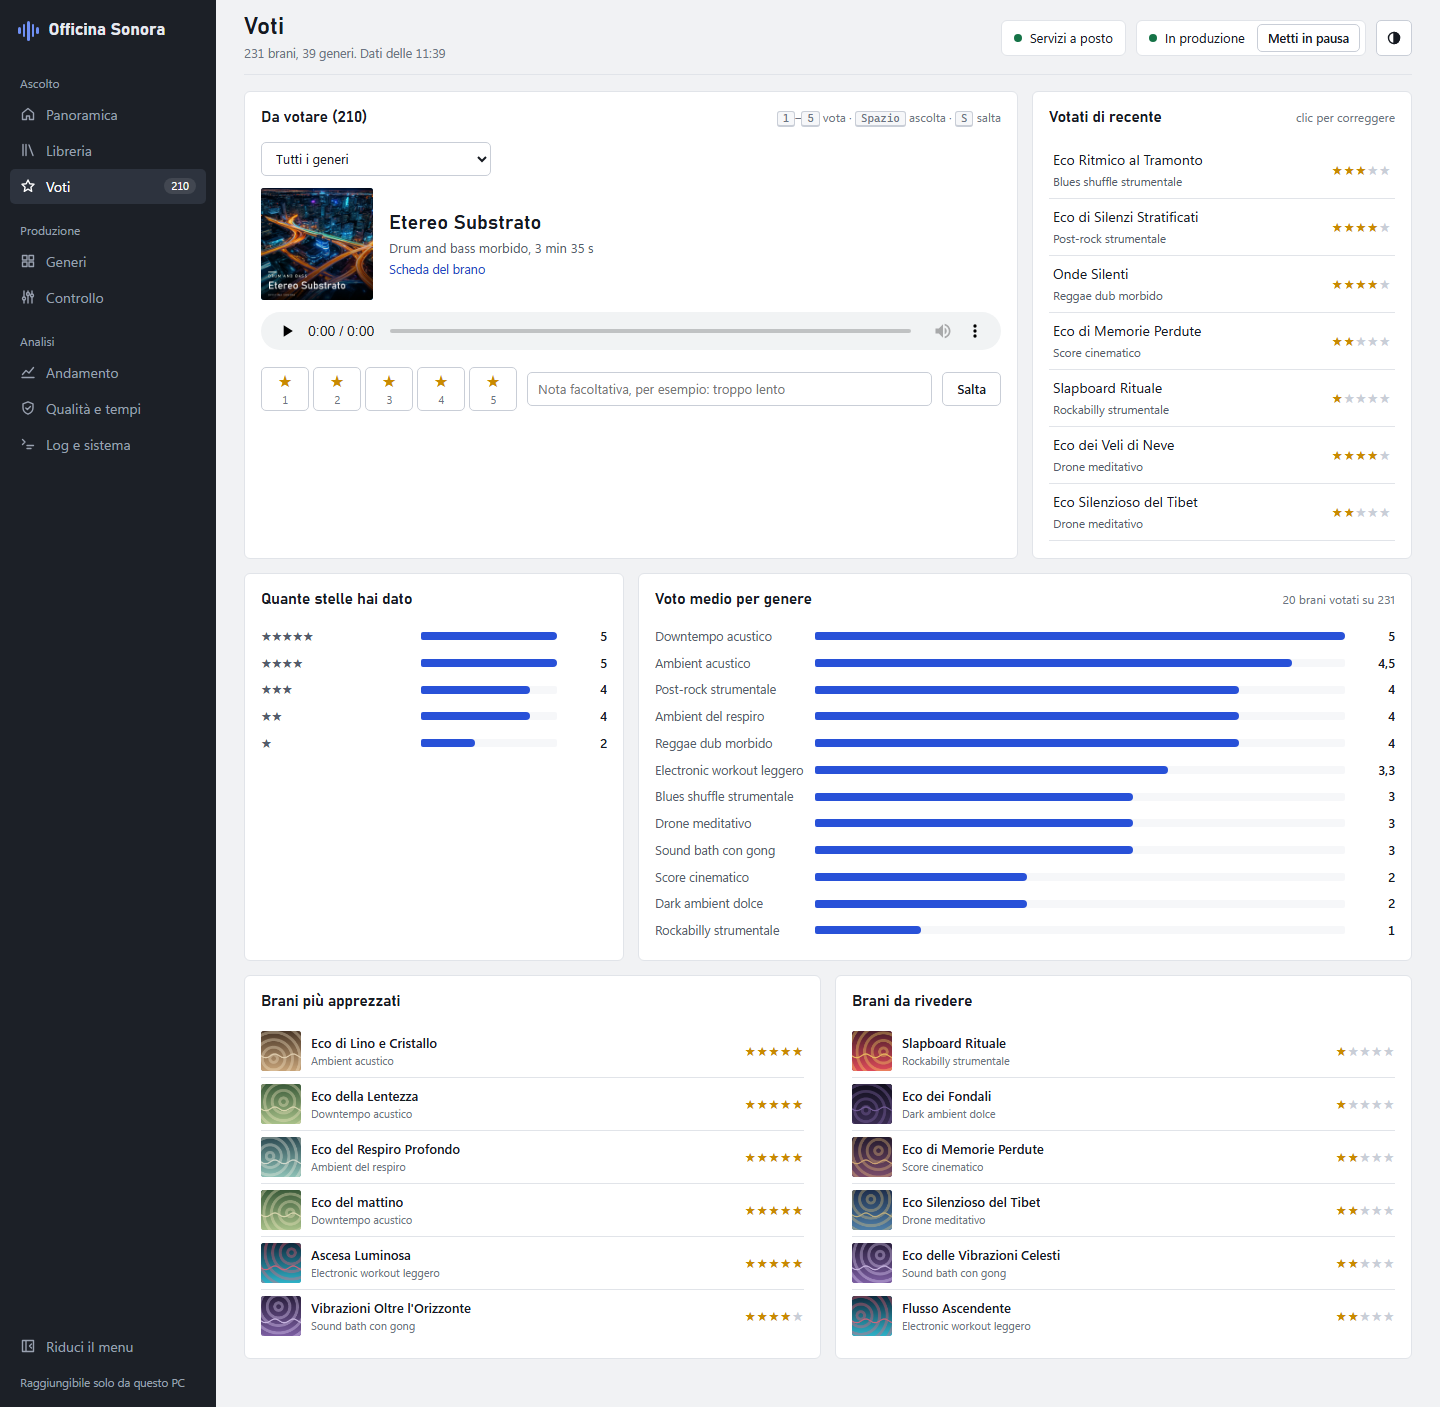 Officina Sonora
Ascolto
Panoramica
Libreria
Voti 210
Produzione
Generi
Controllo
Analisi
Andamento
Qualità e tempi
Log e sistema
Riduci il menu
Raggiungibile solo da questo PC
Voti
231 brani, 39 generi. Dati delle 11:39
Servizi a posto
In produzione
Metti in pausa
Da votare (210)
1–5 vota · Spazio ascolta · S salta
Tutti i generi
DRUM AND BASS
Etereo Substrato
Etereo Substrato
Drum and bass morbido, 3 min 35 s
Scheda del brano
0:00 / 0:00
★ ★ ★ ★ ★
1 2 3 4 5
Nota facoltativa, per esempio: troppo lento
Salta
Votati di recente
clic per correggere
Eco Ritmico al Tramonto
Blues shuffle strumentale
★★★★★
Eco di Silenzi Stratificati
Post-rock strumentale
★★★★★
Onde Silenti
Reggae dub morbido
★★★★★
Eco di Memorie Perdute
Score cinematico
★★★★★
Slapboard Rituale
Rockabilly strumentale
★★★★★
Eco dei Veli di Neve
Drone meditativo
★★★★★
Eco Silenzioso del Tibet
Drone meditativo
★★★★★
Quante stelle hai dato
★★★★★ 5
★★★★ 5
★★★ 4
★★ 4
★ 2
Voto medio per genere
20 brani votati su 231
Downtempo acustico 5
Ambient acustico 4,5
Post-rock strumentale 4
Ambient del respiro 4
Reggae dub morbido 4
Electronic workout leggero 3,3
Blues shuffle strumentale 3
Drone meditativo 3
Sound bath con gong 3
Score cinematico 2
Dark ambient dolce 2
Rockabilly strumentale 1
Brani più apprezzati
Eco di Lino e Cristallo
Ambient acustico
★★★★★
Eco della Lentezza
Downtempo acustico
★★★★★
Eco del Respiro Profondo
Ambient del respiro
★★★★★
Eco del mattino
Downtempo acustico
★★★★★
Ascesa Luminosa
Electronic workout leggero
★★★★★
Vibrazioni Oltre l'Orizzonte
Sound bath con gong
★★★★★
Brani da rivedere
Slapboard Rituale
Rockabilly strumentale
★★★★★
Eco dei Fondali
Dark ambient dolce
★★★★★
Eco di Memorie Perdute
Score cinematico
★★★★★
Eco Silenzioso del Tibet
Drone meditativo
★★★★★
Eco delle Vibrazioni Celesti
Sound bath con gong
★★★★★
Flusso Ascendente
Electronic workout leggero
★★★★★